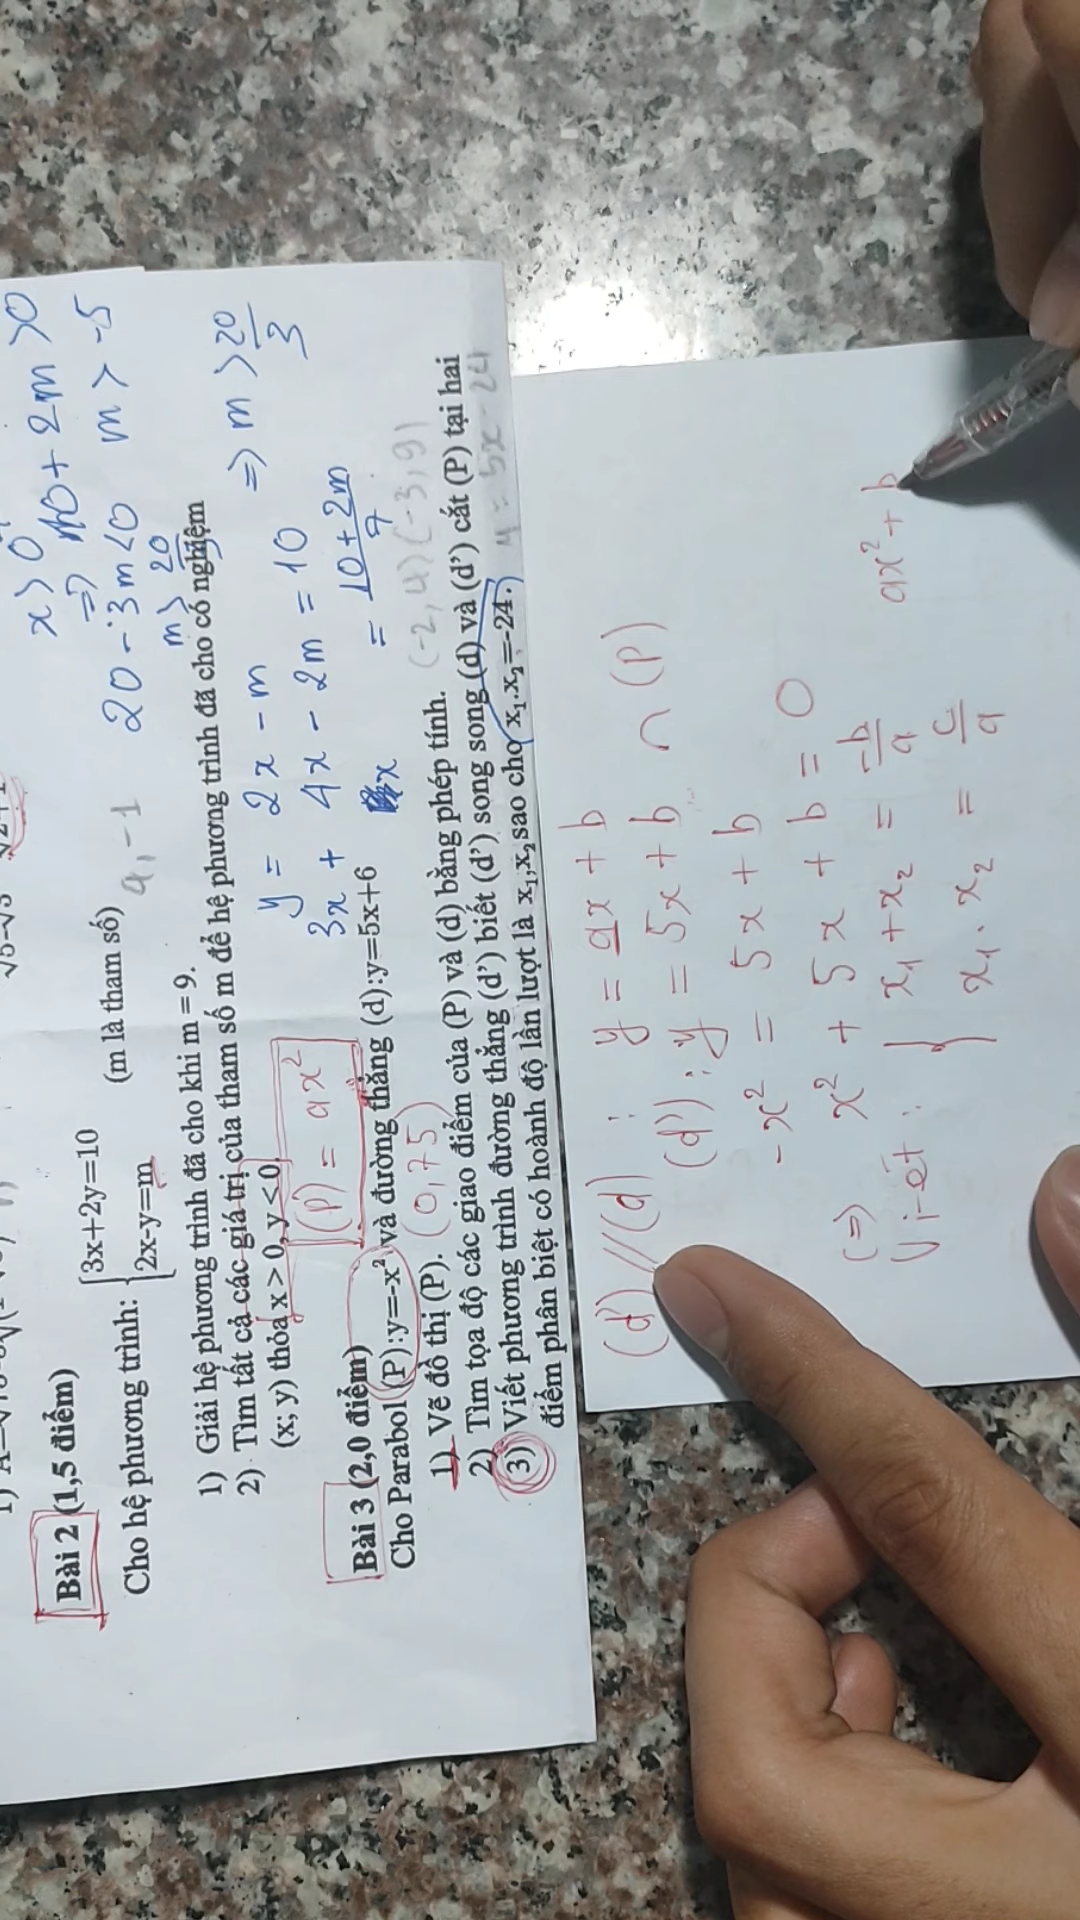 x > 0
=> 10 + 2m > 0
20 - 3m < 0    m > -5
m > 20/3
4, -1
Bài 2 (1,5 điểm)
Cho hệ phương trình: {3x+2y=10
{2x-y=m    (m là tham số)
1) Giải hệ phương trình đã cho khi m = 9.
2) Tìm tất cả các giá trị của tham số m để hệ phương trình đã cho có nghiệm
(x; y) thỏa x > 0, y < 0.
y = 2x - m    => m > 20/3
3x + 4x - 2m = 10
x = 10 + 2m / 7
(P) = ax²
Bài 3 (2,0 điểm)
Cho Parabol (P):y=-x² và đường thẳng (d):y=5x+6
1) Vẽ đồ thị (P). (0,75)
2) Tìm tọa độ các giao điểm của (P) và (d) bằng phép tính. (-2, 4) (-3, 9)
3) Viết phương trình đường thẳng (d’) biết (d’) song song (d) và (d’) cắt (P) tại hai
điểm phân biệt có hoành độ lần lượt là x₁;x₂ sao cho x₁.x₂=-24. y = 5x - 24
(d') // (d) : y = ax + b
(d') : y = 5x + b ∩ (P)
-x² = 5x + b
(=> x² + 5x + b = 0
Vi-ét : { x₁ + x₂ = -b/a
x₁ . x₂ = c/a
ax² + b